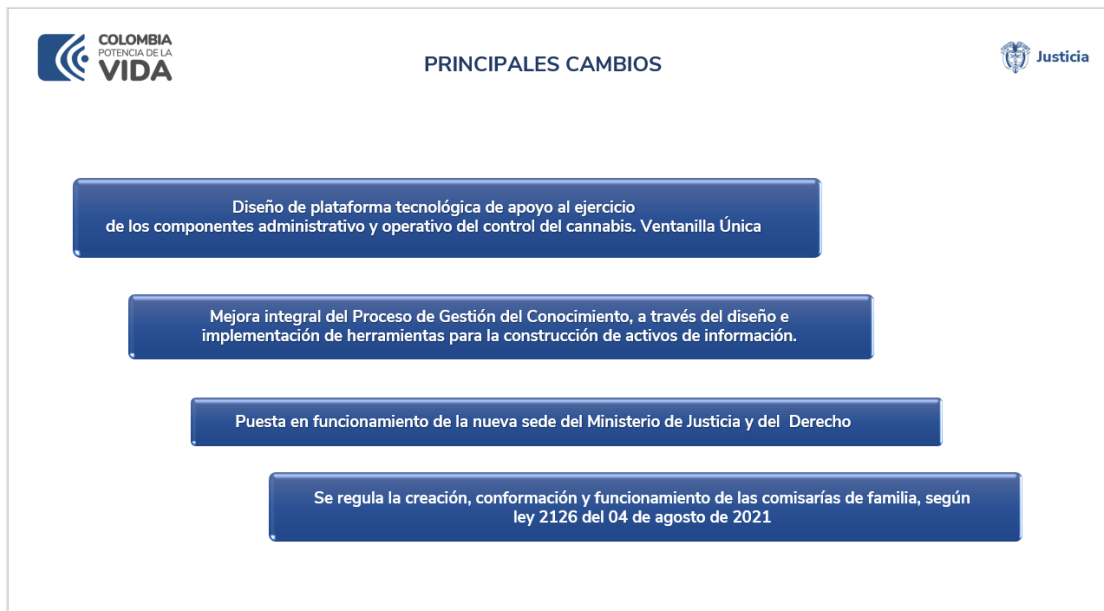 COLOMBIA
POTENCIA DE LA
VIDA
PRINCIPALES CAMBIOS
Justicia
Diseño de plataforma tecnológica de apoyo al ejercicio
de los componentes administrativo y operativo del control del cannabis. Ventanilla Única
Mejora integral del Proceso de Gestión del Conocimiento, a través del diseño e
implementación de herramientas para la construcción de activos de información.
Puesta en funcionamiento de la nueva sede del Ministerio de Justicia y del  Derecho
Se regula la creación, conformación y funcionamiento de las comisarías de familia, según
ley 2126 del 04 de agosto de 2021